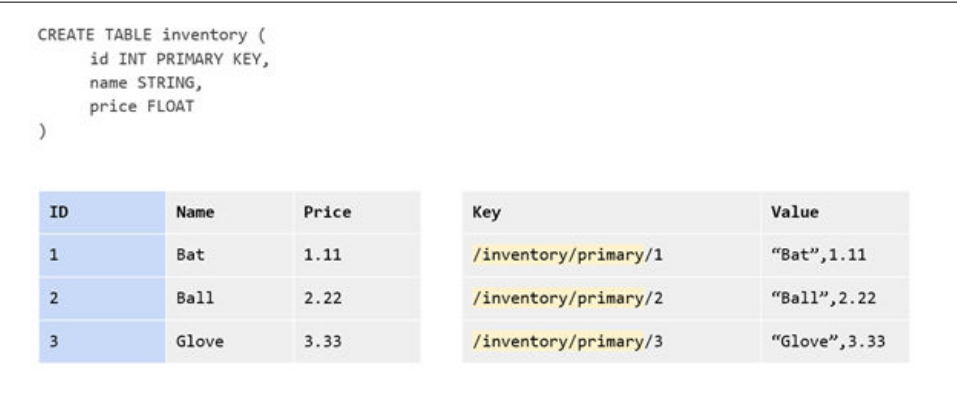 CREATE TABLE inventory (
id INT PRIMARY KEY,
name STRING,
price FLOAT
)
ID Name Price Key Value
1 Bat 1.11 /inventory/primary/1 “Bat”,1.11
2 Ball 2.22 /inventory/primary/2 “Ball”,2.22
3 Glove 3.33 /inventory/primary/3 “Glove”,3.33